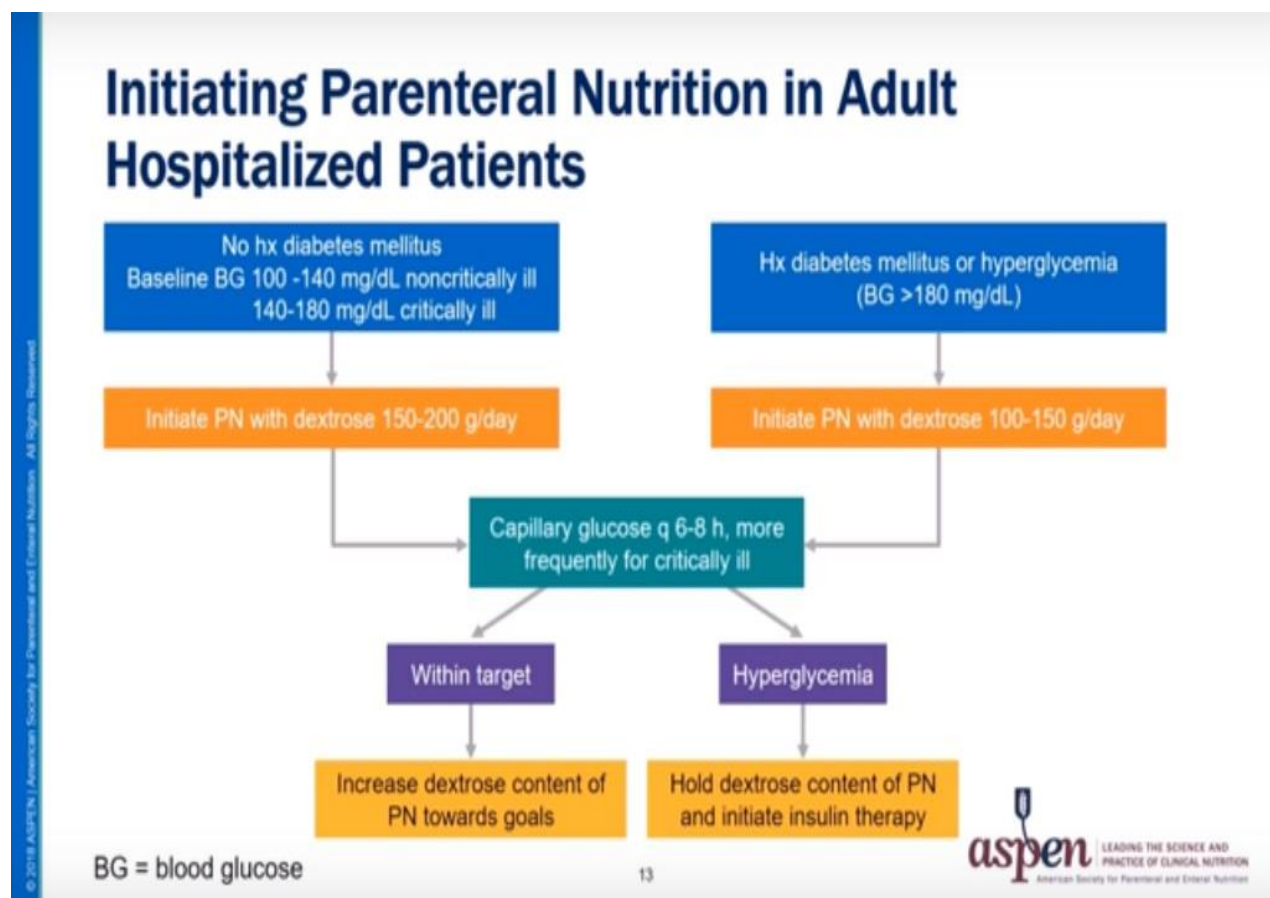 Initiating Parenteral Nutrition in Adult
Hospitalized Patients
No hx diabetes mellitus
Baseline BG 100 -140 mg/dL noncritically ill
140-180 mg/dL critically ill
Hx diabetes mellitus or hyperglycemia
(BG >180 mg/dL)
Initiate PN with dextrose 150-200 g/day
Initiate PN with dextrose 100-150 g/day
Capillary glucose q 6-8 h, more
frequently for critically ill
Within target
Hyperglycemia
Increase dextrose content of
PN towards goals
Hold dextrose content of PN
and initiate insulin therapy
BG = blood glucose
13
aspen
LEADING THE SCIENCE AND
PRACTICE OF CLINICAL NUTRITION
American Society for Parenteral and Enteral Nutrition
© 2018 ASPEN | American Society for Parenteral and Enteral Nutrition All Rights Reserved